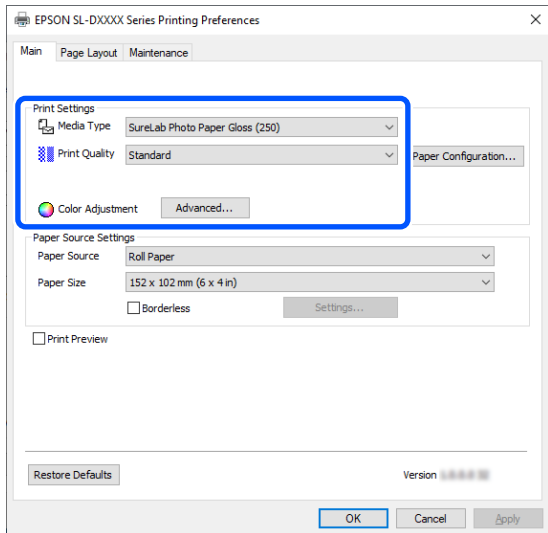 EPSON SL-DXXXX Series Printing Preferences
Main Page Layout Maintenance
Print Settings
Media Type SureLab Photo Paper Gloss (250)
Print Quality Standard Paper Configuration...
Color Adjustment Advanced...
Paper Source Settings
Paper Source Roll Paper
Paper Size 152 x 102 mm (6 x 4 in)
Borderless Settings...
Print Preview
Restore Defaults Version
OK Cancel Apply